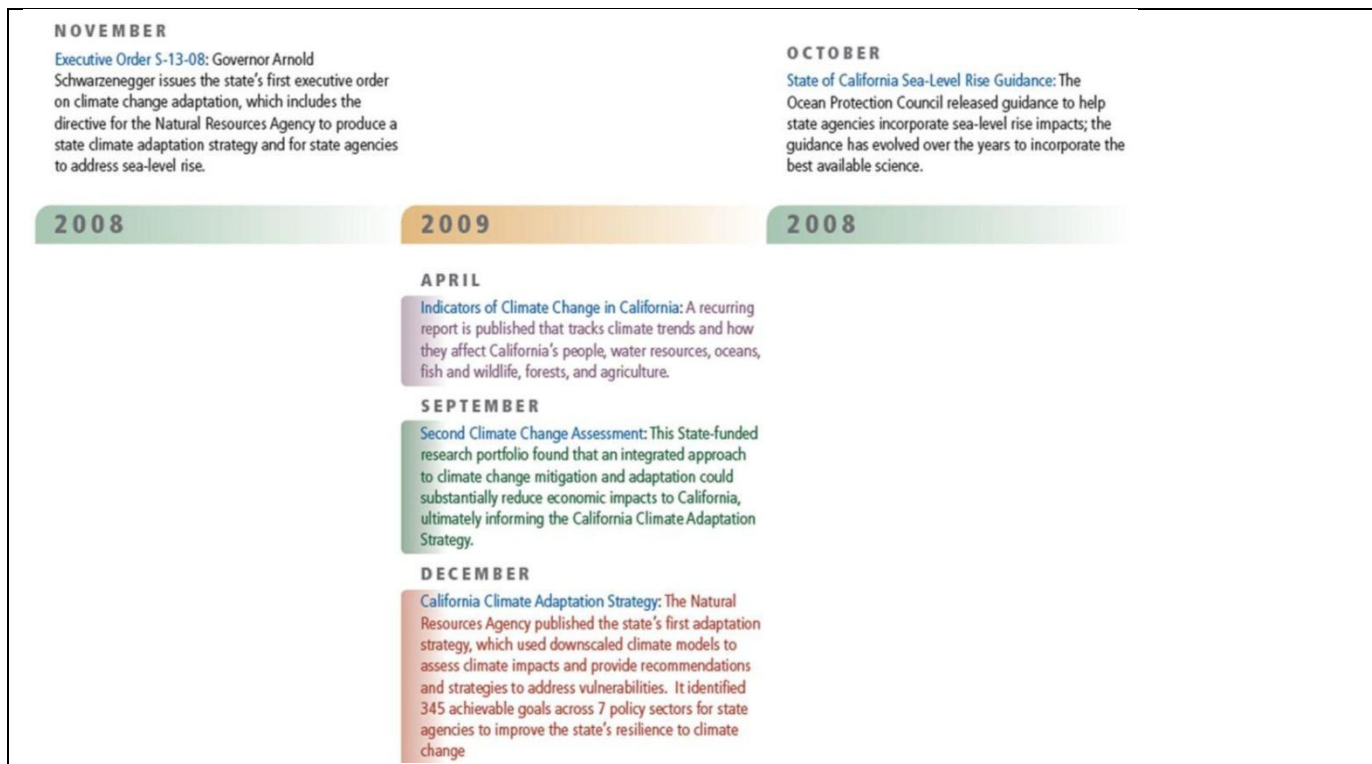 NOVEMBER
Executive Order S-13-08: Governor Arnold
Schwarzenegger issues the state's first executive order
on climate change adaptation, which includes the
directive for the Natural Resources Agency to produce a
state climate adaptation strategy and for state agencies
to address sea-level rise.
OCTOBER
State of California Sea-Level Rise Guidance: The
Ocean Protection Council released guidance to help
state agencies incorporate sea-level rise impacts; the
guidance has evolved over the years to incorporate the
best available science.
2008
2009
2008
APRIL
Indicators of Climate Change in California: A recurring
report is published that tracks climate trends and how
they affect California's people, water resources, oceans,
fish and wildlife, forests, and agriculture.
SEPTEMBER
Second Climate Change Assessment: This State-funded
research portfolio found that an integrated approach
to climate change mitigation and adaptation could
substantially reduce economic impacts to California,
ultimately informing the California Climate Adaptation
Strategy.
DECEMBER
California Climate Adaptation Strategy: The Natural
Resources Agency published the state's first adaptation
strategy, which used downscaled climate models to
assess climate impacts and provide recommendations
and strategies to address vulnerabilities. It identified
345 achievable goals across 7 policy sectors for state
agencies to improve the state's resilience to climate
change